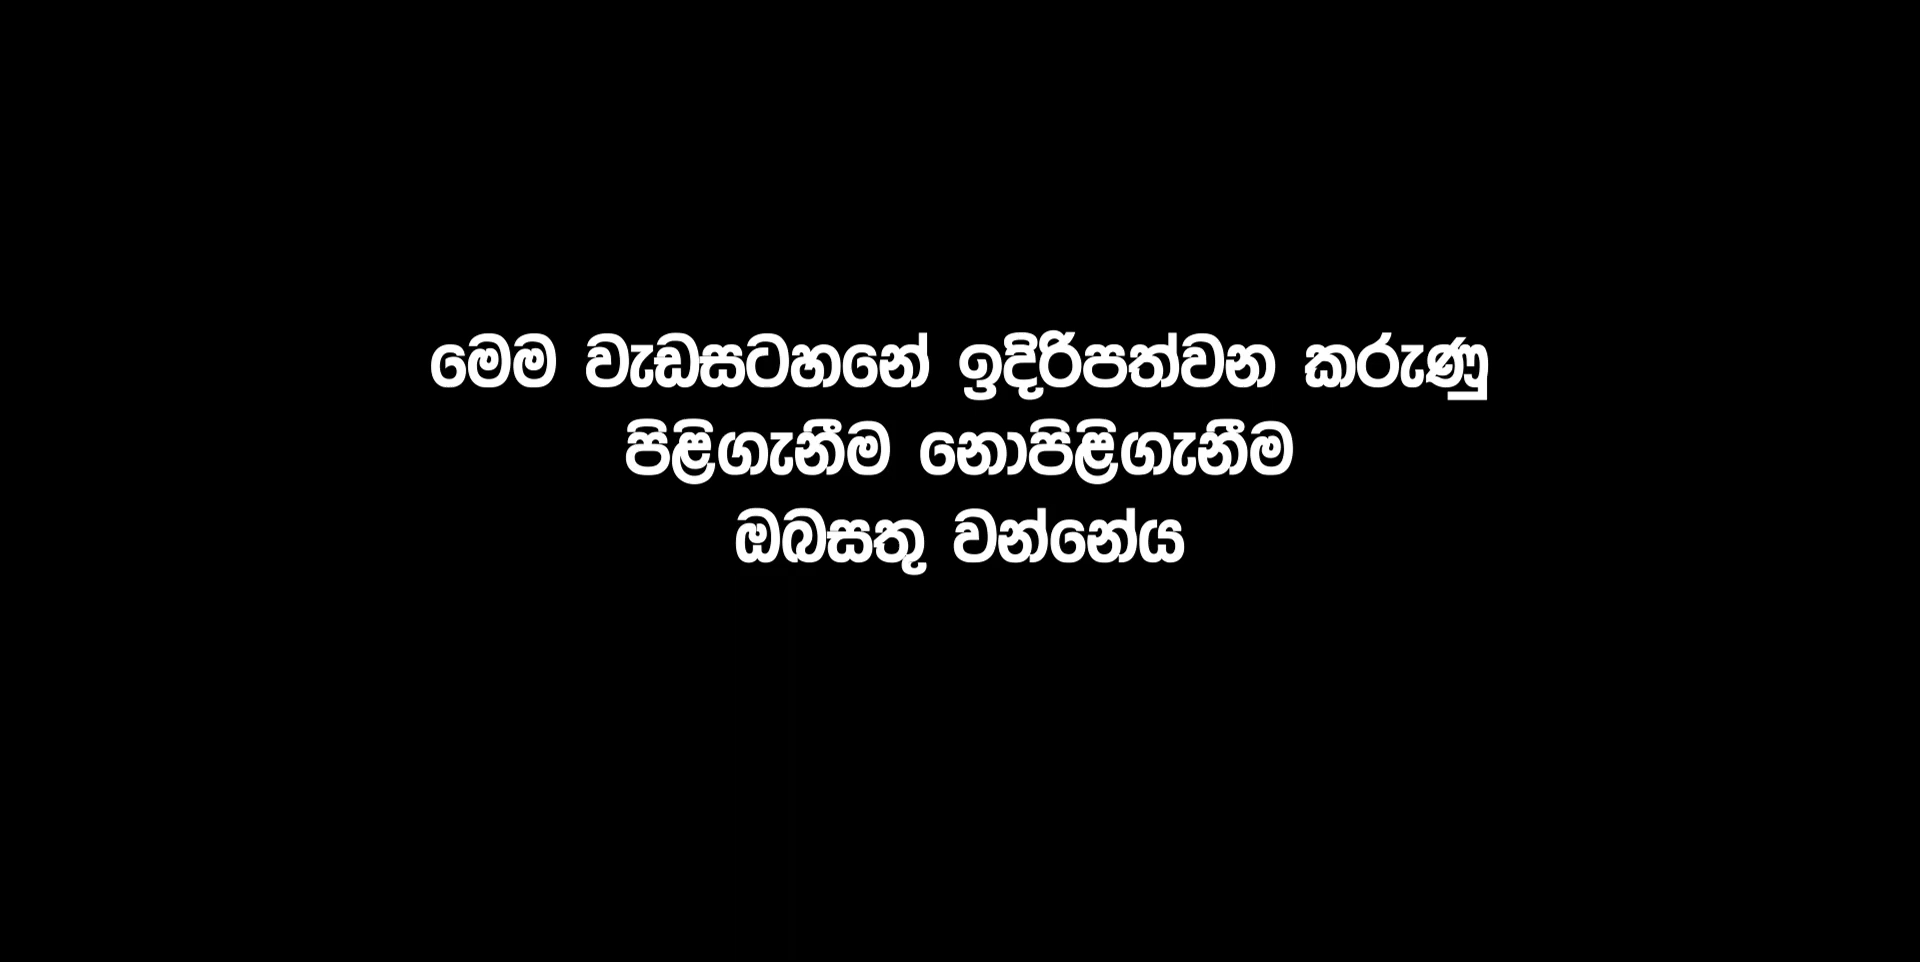 මෙම වැඩසටහනේ ඉදිරිපත්වන කරුණු
පිළිගැනීම නොපිළිගැනීම
ඔබසතු වන්නේය